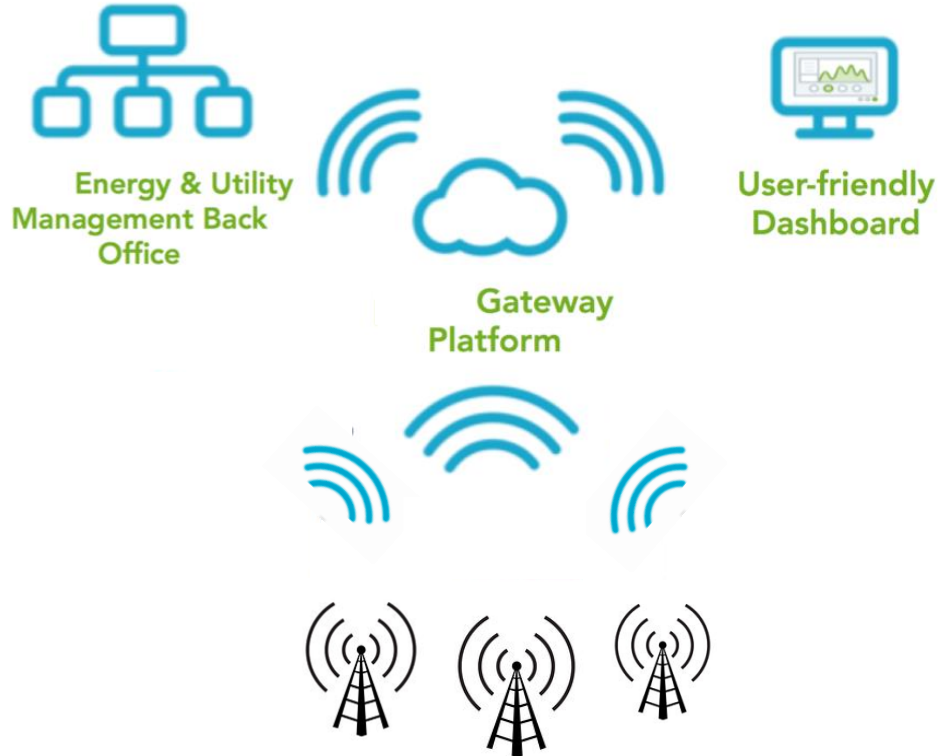 Energy & Utility
Management Back
Office
User-friendly
Dashboard
Gateway
Platform